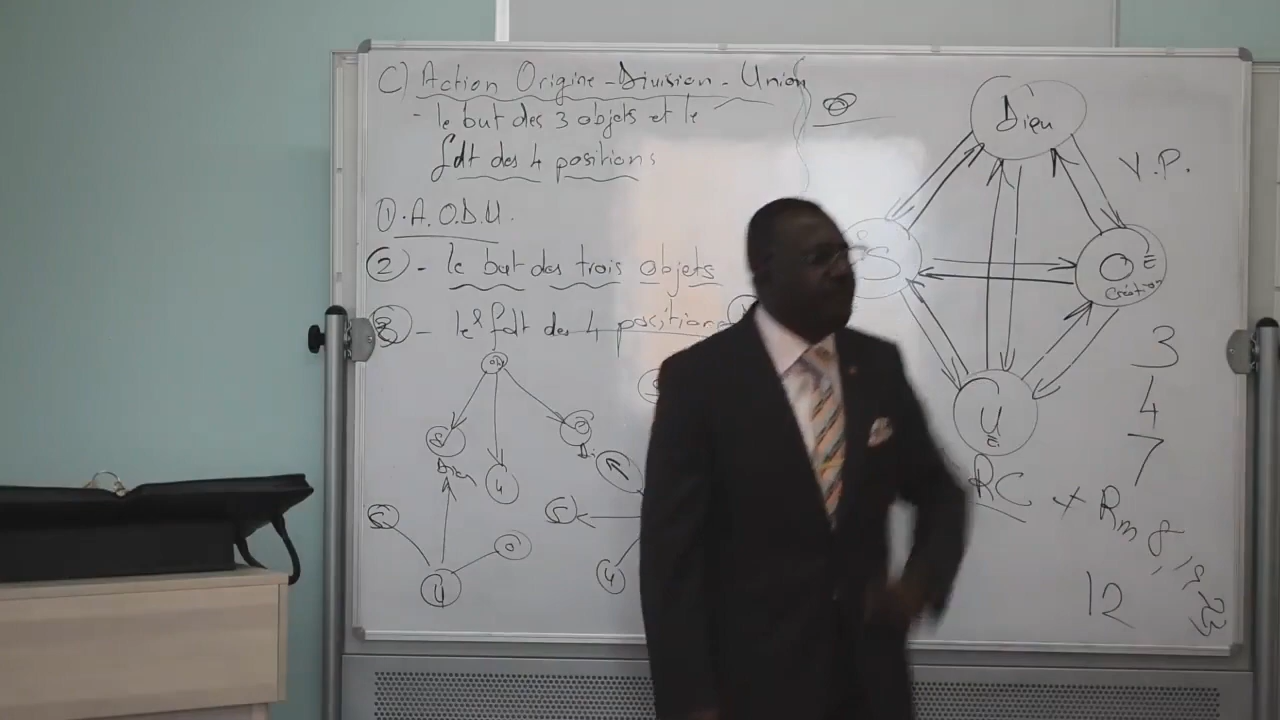 C) Action Origine-Division-Union
- le but des 3 objets et le
fdt des 4 positions
① A.O.D.U.
② - le but des trois objets
③ - le fdt des 4 positions
S
U
S
U
O
S
U
Dieu
V.P.
S
O
Création
U
RC + Rm 8,
3
4
7
12